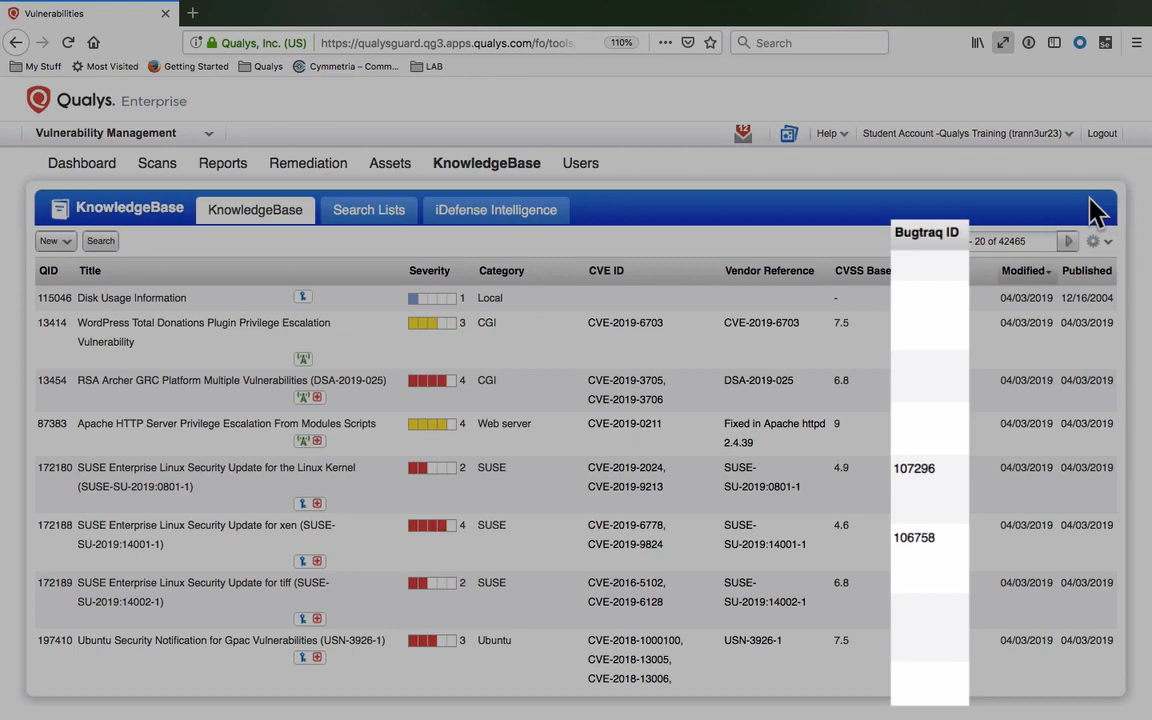 Vulnerabilities
Qualys, Inc. (US) https://qualysguard.qg3.apps.qualys.com/fo/tools. 110% Search
My Stuff Most Visited Getting Started Qualys Cymmetria – Comm... LAB
Qualys. Enterprise
Vulnerability Management 12 Help Student Account -Qualys Training (trann3ur23) Logout
Dashboard Scans Reports Remediation Assets KnowledgeBase Users
KnowledgeBase KnowledgeBase Search Lists iDefense Intelligence
New Search Bugtraq ID - 20 of 42465
QID Title Severity Category CVE ID Vendor Reference CVSS Base Modified Published
115046 Disk Usage Information 1 Local - 04/03/2019 12/16/2004
13414 WordPress Total Donations Plugin Privilege Escalation 3 CGI CVE-2019-6703 CVE-2019-6703 7.5 04/03/2019 04/03/2019
Vulnerability
13454 RSA Archer GRC Platform Multiple Vulnerabilities (DSA-2019-025) 4 CGI CVE-2019-3705, DSA-2019-025 6.8 04/03/2019 04/03/2019
CVE-2019-3706
87383 Apache HTTP Server Privilege Escalation From Modules Scripts 4 Web server CVE-2019-0211 Fixed in Apache httpd 9 04/03/2019 04/03/2019
2.4.39
172180 SUSE Enterprise Linux Security Update for the Linux Kernel 2 SUSE CVE-2019-2024, SUSE- 4.9 107296 04/03/2019 04/03/2019
(SUSE-SU-2019:0801-1) CVE-2019-9213 SU-2019:0801-1
172188 SUSE Enterprise Linux Security Update for xen (SUSE- 4 SUSE CVE-2019-6778, SUSE- 4.6 106758 04/03/2019 04/03/2019
SU-2019:14001-1) CVE-2019-9824 SU-2019:14001-1
172189 SUSE Enterprise Linux Security Update for tiff (SUSE- 2 SUSE CVE-2016-5102, SUSE- 6.8 04/03/2019 04/03/2019
SU-2019:14002-1) CVE-2019-6128 SU-2019:14002-1
197410 Ubuntu Security Notification for Gpac Vulnerabilities (USN-3926-1) 3 Ubuntu CVE-2018-1000100, USN-3926-1 7.5 04/03/2019 04/03/2019
CVE-2018-13005,
CVE-2018-13006,